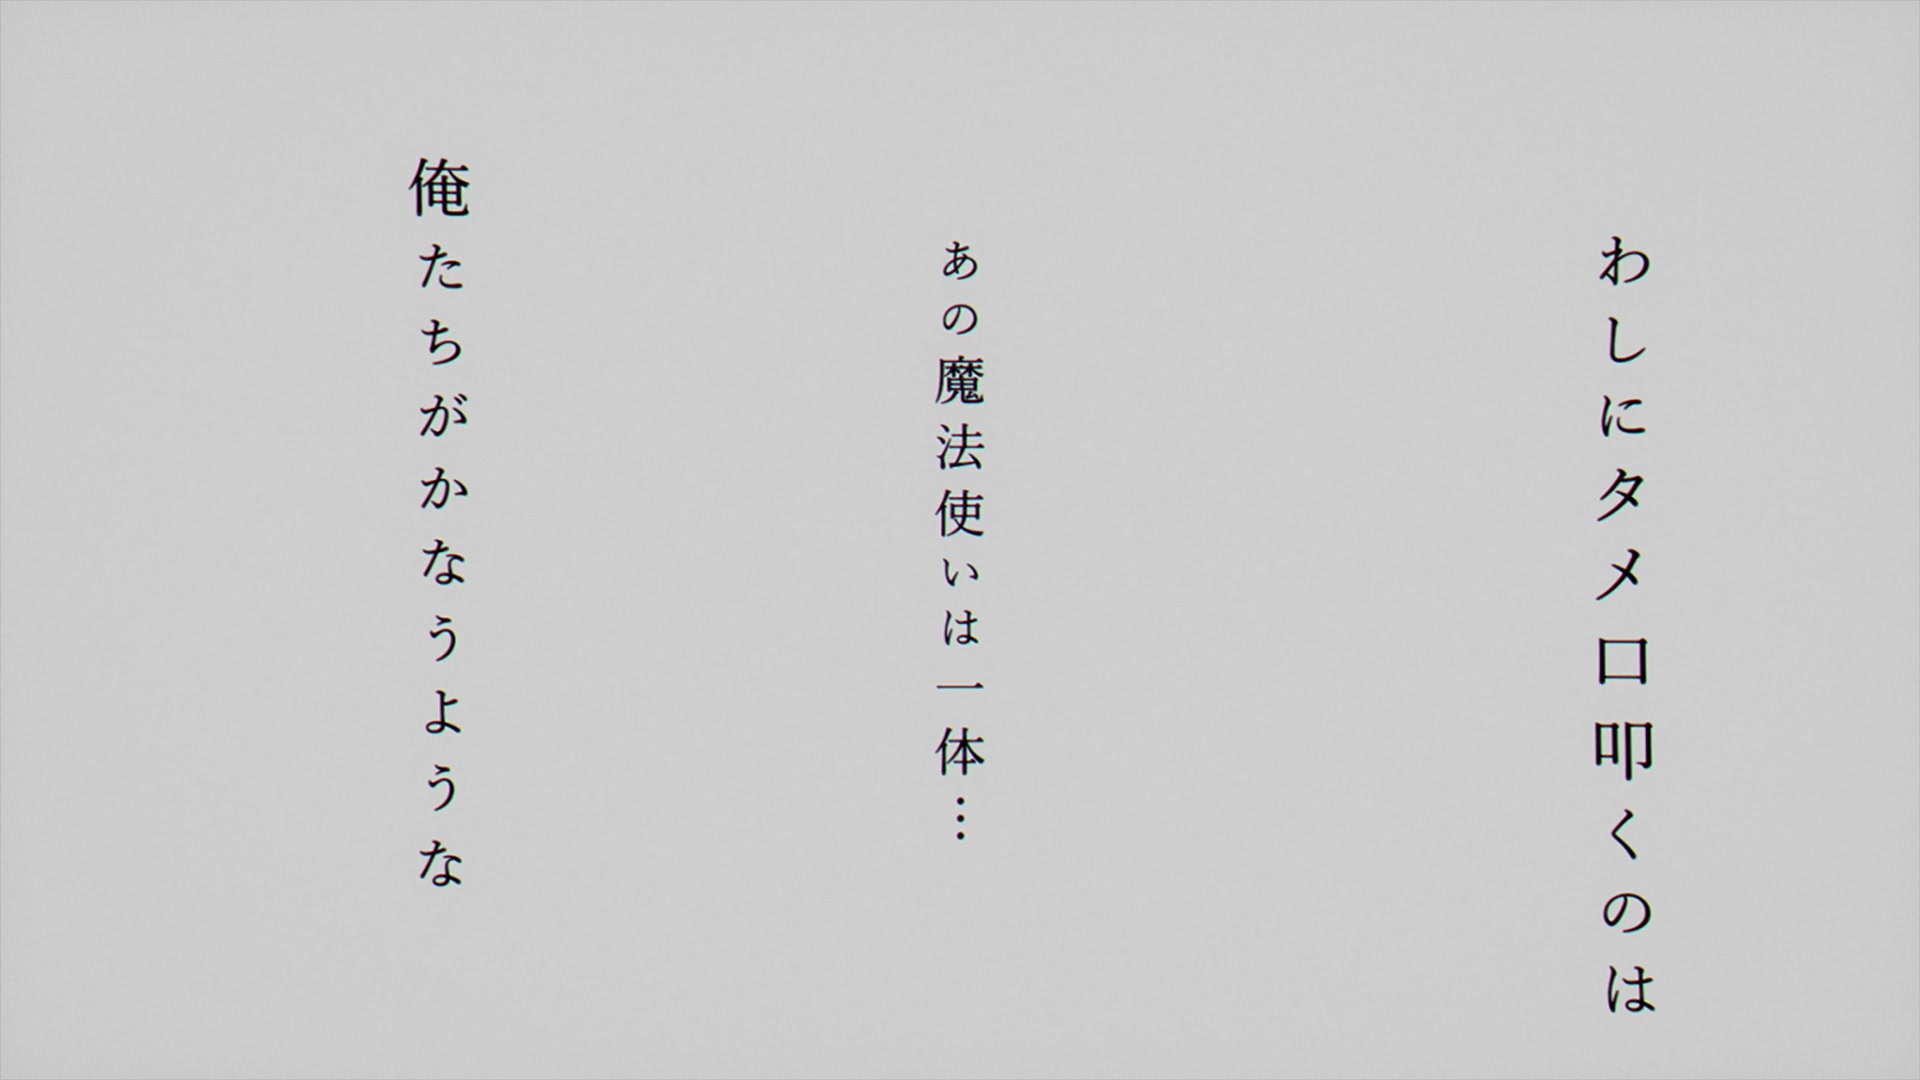 わしにタメ口叩くのは
あの魔法使いは一体…
俺たちがかなうような